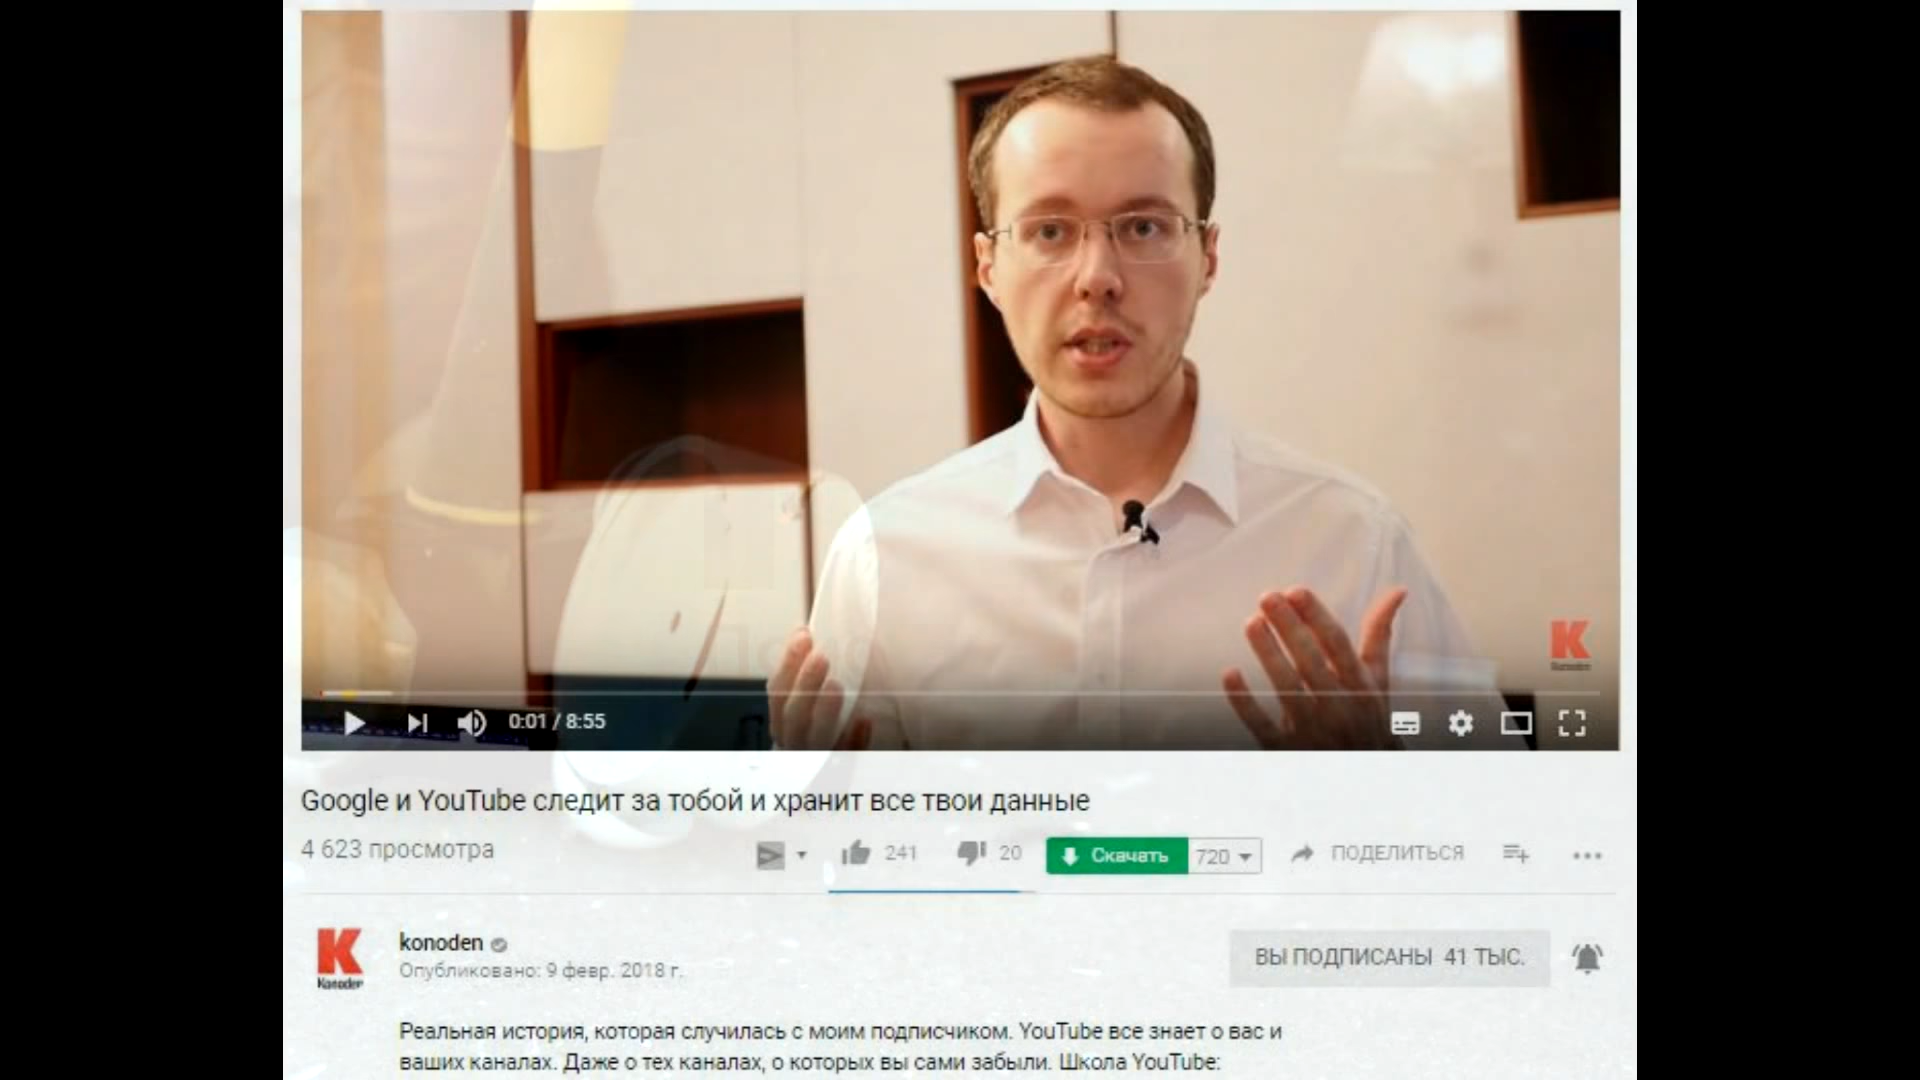 K
Konoden
0:01 / 8:55
Google и YouTube следит за тобой и хранит все твои данные
4 623 просмотра
241
20
Скачать
720
ПОДЕЛИТЬСЯ
K
Konoden
konoden
Опубликовано: 9 февр. 2018 г.
ВЫ ПОДПИСАНЫ 41 ТЫС.
Реальная история, которая случилась с моим подписчиком. YouTube все знает о вас и
ваших каналах. Даже о тех каналах, о которых вы сами забыли. Школа YouTube: